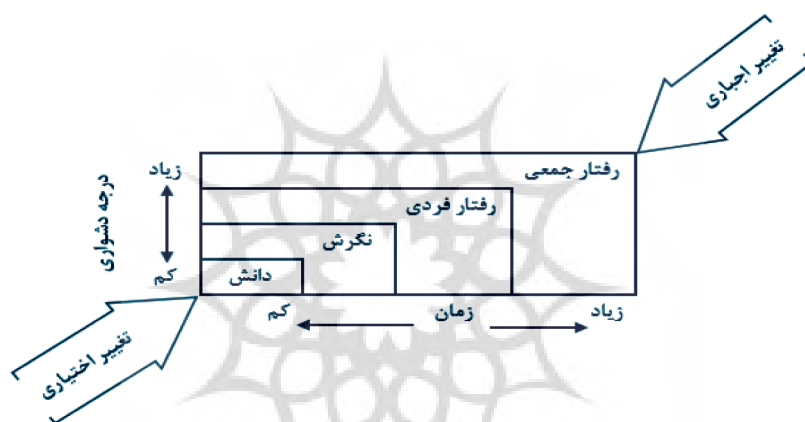 تغییر اجباری
رفتار جمعی
زیاد
رفتار فردی
درجه دشواری
نگرش
دانش
کم
زیاد
زمان
کم
تغییر اختیاری